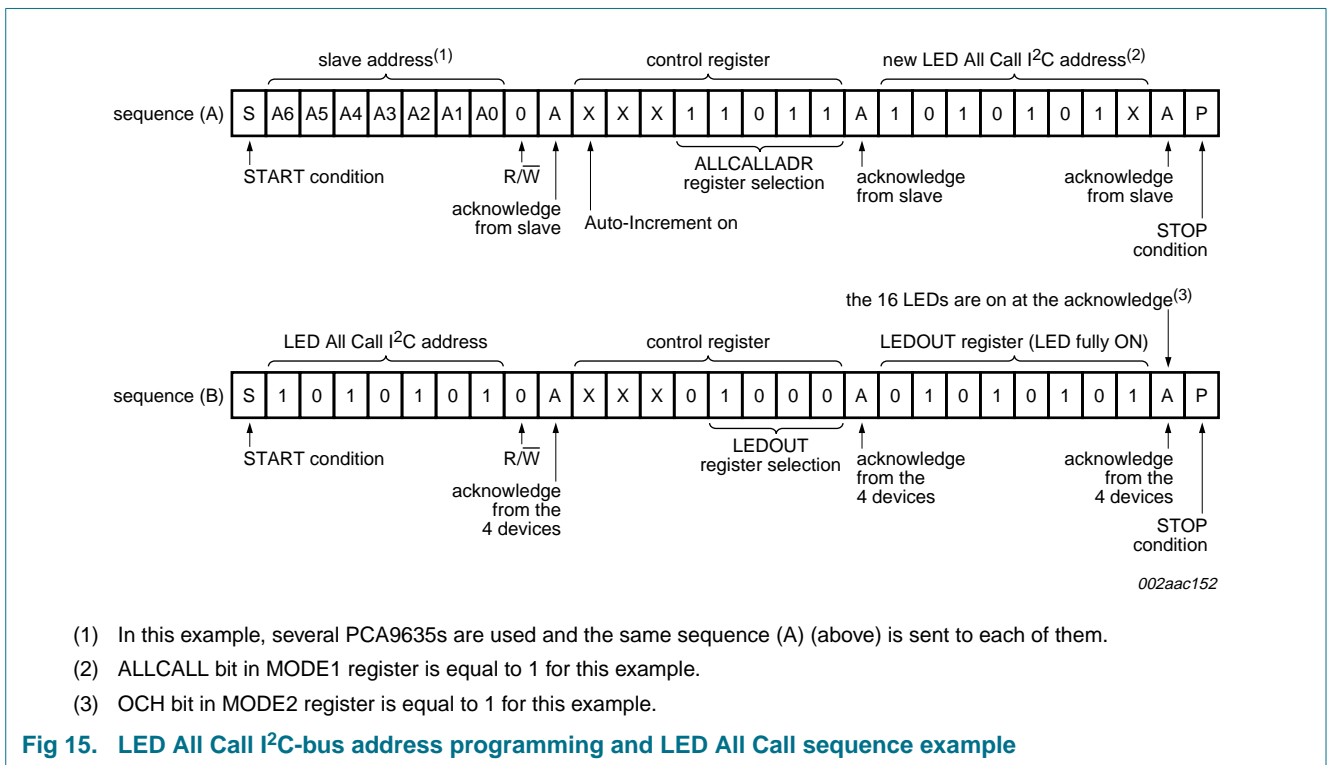 slave address(1) control register new LED All Call I2C address(2)
sequence (A) S A6 A5 A4 A3 A2 A1 A0 0 A X X X 1 1 0 1 1 A 1 0 1 0 1 0 1 X A P
START condition
R/W
acknowledge
from slave
Auto-Increment on
ALLCALLADR
register selection
acknowledge
from slave
acknowledge
from slave
STOP
condition
the 16 LEDs are on at the acknowledge(3)
LED All Call I2C address control register LEDOUT register (LED fully ON)
sequence (B) S 1 0 1 0 1 0 1 0 A X X X 0 1 0 0 0 A 0 1 0 1 0 1 0 1 A P
START condition
R/W
acknowledge
from the
4 devices
LEDOUT
register selection
acknowledge
from the
4 devices
acknowledge
from the
4 devices
STOP
condition
002aac152
(1) In this example, several PCA9635s are used and the same sequence (A) (above) is sent to each of them.
(2) ALLCALL bit in MODE1 register is equal to 1 for this example.
(3) OCH bit in MODE2 register is equal to 1 for this example.
Fig 15. LED All Call I2C-bus address programming and LED All Call sequence example